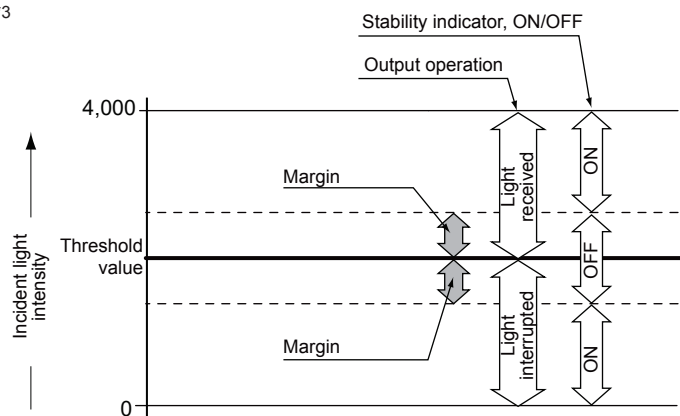 73
Stability indicator, ON/OFF
Output operation
4,000
Margin
Light
received
ON
Threshold
value
OFF
Incident light
intensity
Margin
Light
interrupted
ON
0